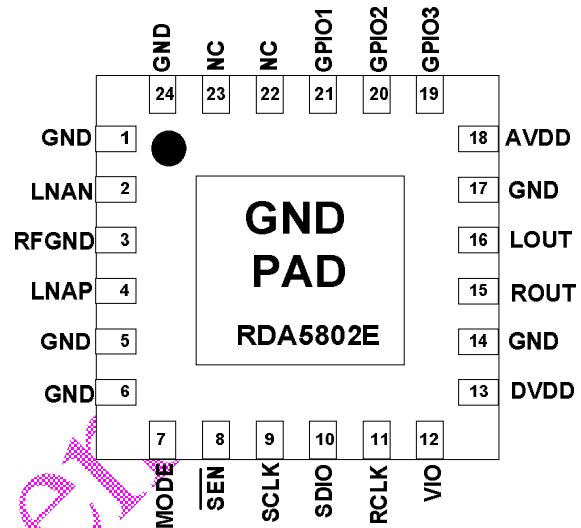 GND
NC
NC
GPIO1
GPIO2
GPIO3
24
23
22
21
20
19
GND 1
LNAN 2
RFGND 3
LNAP 4
GND 5
GND 6
18 AVDD
17 GND
16 LOUT
15 ROUT
14 GND
13 DVDD
GND
PAD
RDA5802E
7
8
9
10
11
12
MODE
SEN
SCLK
SDIO
RCLK
VIO